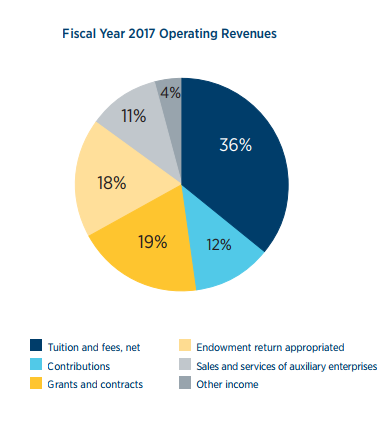 Fiscal Year 2017 Operating Revenues
4%
11%
36%
18%
19%
12%
Tuition and fees, net
Contributions
Grants and contracts
Endowment return appropriated
Sales and services of auxiliary enterprises
Other income